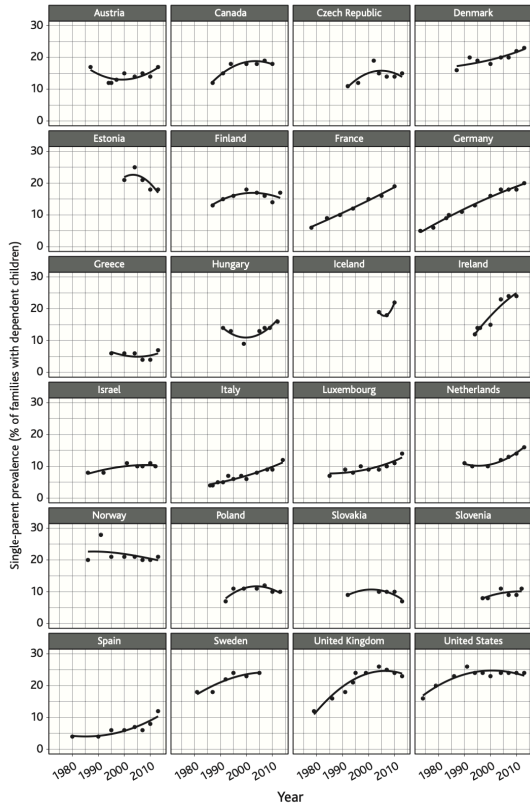 Austria Canada Czech Republic Denmark
30
20
10
0
Estonia Finland France Germany
30
20
10
0
Greece Hungary Iceland Ireland
30
20
10
0
Israel Italy Luxembourg Netherlands
30
20
10
0
Norway Poland Slovakia Slovenia
30
20
10
0
Spain Sweden United Kingdom United States
30
20
10
0
1980 1990 2000 2010 1980 1990 2000 2010 1980 1990 2000 2010 1980 1990 2000 2010
Year
Single-parent prevalence (% of families with dependent children)